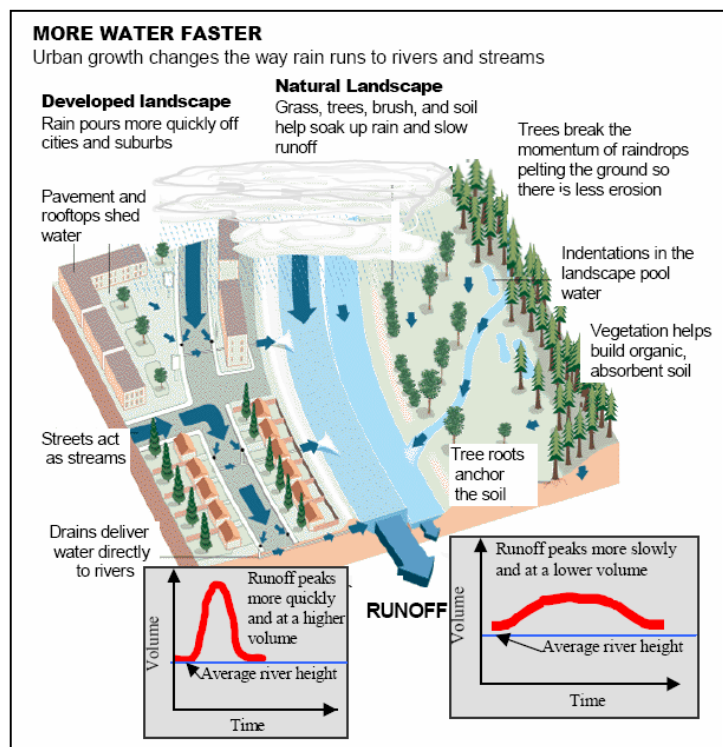 MORE WATER FASTER
Urban growth changes the way rain runs to rivers and streams
Developed landscape
Rain pours more quickly off
cities and suburbs
Natural Landscape
Grass, trees, brush, and soil
help soak up rain and slow
runoff
Trees break the
momentum of raindrops
pelting the ground so
there is less erosion
Pavement and
rooftops shed
water
Indentations in the
landscape pool
water
Vegetation helps
build organic,
absorbent soil
Streets act
as streams
Tree roots
anchor
the soil
Drains deliver
water directly
to rivers
RUNOFF
Runoff peaks
more quickly
and at a higher
volume
Average river height
Volume
Time
Runoff peaks more slowly
and at a lower volume
Average river height
Volume
Time